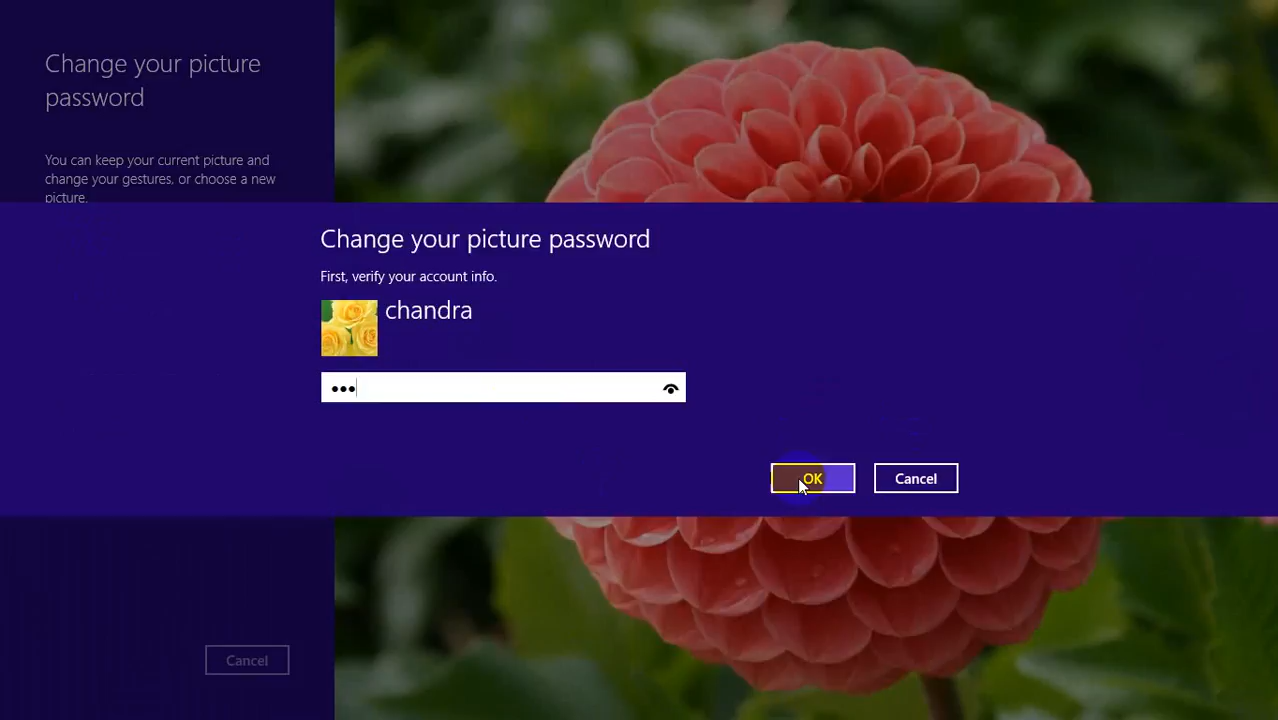 Change your picture
password
You can keep your current picture and
change your gestures, or choose a new
picture.
Change your picture password
First, verify your account info.
chandra
•••
OK
Cancel
Cancel